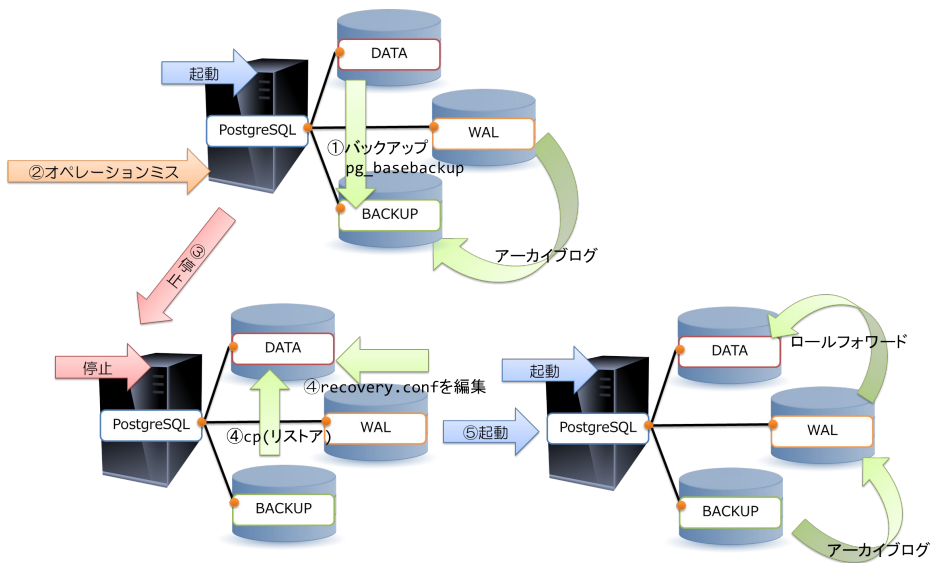 DATA
起動
PostgreSQL
WAL
①バックアップ
pg_basebackup
②オペレーションミス
BACKUP
アーカイブログ
③停止
DATA
停止
④recovery.confを編集
PostgreSQL
④cp(リストア)
WAL
BACKUP
⑤起動
ロールフォワード
DATA
起動
PostgreSQL
WAL
BACKUP
アーカイブログ